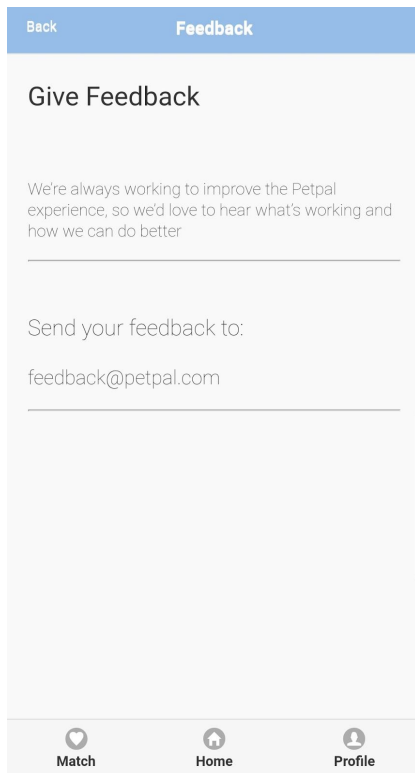 Back
Feedback
Give Feedback
We're always working to improve the Petpal
experience, so we'd love to hear what's working and
how we can do better
Send your feedback to:
feedback@petpal.com
Match
Home
Profile